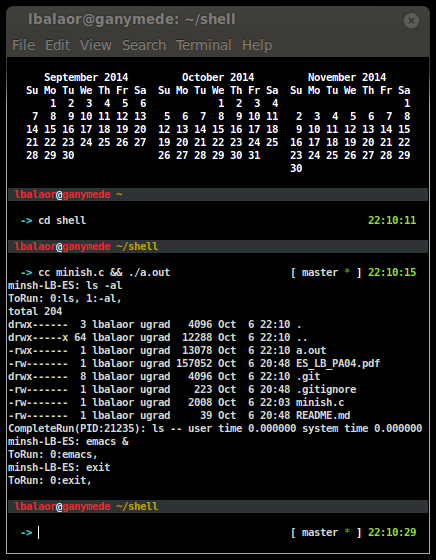 lbalaor@ganymede: ~/shell
File Edit View Search Terminal Help
September 2014 October 2014 November 2014
Su Mo Tu We Th Fr Sa Su Mo Tu We Th Fr Sa Su Mo Tu We Th Fr Sa
1 2 3 4 5 6 1 2 3 4 1
7 8 9 10 11 12 13 5 6 7 8 9 10 11 2 3 4 5 6 7 8
14 15 16 17 18 19 20 12 13 14 15 16 17 18 9 10 11 12 13 14 15
21 22 23 24 25 26 27 19 20 21 22 23 24 25 16 17 18 19 20 21 22
28 29 30 26 27 28 29 30 31 23 24 25 26 27 28 29
30
lbalaor@ganymede ~
-> cd shell 22:10:11
lbalaor@ganymede ~/shell
-> cc minish.c && ./a.out [ master * ] 22:10:15
minsh-LB-ES: ls -al
ToRun: 0:ls, 1:-al,
total 204
drwx------ 3 lbalaor ugrad 4096 Oct 6 22:10 .
drwx-----x 64 lbalaor ugrad 12288 Oct 6 22:10 ..
-rwx------ 1 lbalaor ugrad 13078 Oct 6 22:10 a.out
-rw------- 1 lbalaor ugrad 157052 Oct 6 20:48 ES_LB_PA04.pdf
drwx------ 8 lbalaor ugrad 4096 Oct 6 22:10 .git
-rw------- 1 lbalaor ugrad 223 Oct 6 20:48 .gitignore
-rw------- 1 lbalaor ugrad 2008 Oct 6 22:03 minish.c
-rw------- 1 lbalaor ugrad 39 Oct 6 20:48 README.md
CompleteRun(PID:21235): ls -- user time 0.000000 system time 0.000000
minsh-LB-ES: emacs &
ToRun: 0:emacs,
minsh-LB-ES: exit
ToRun: 0:exit,
lbalaor@ganymede ~/shell
-> [ master * ] 22:10:29